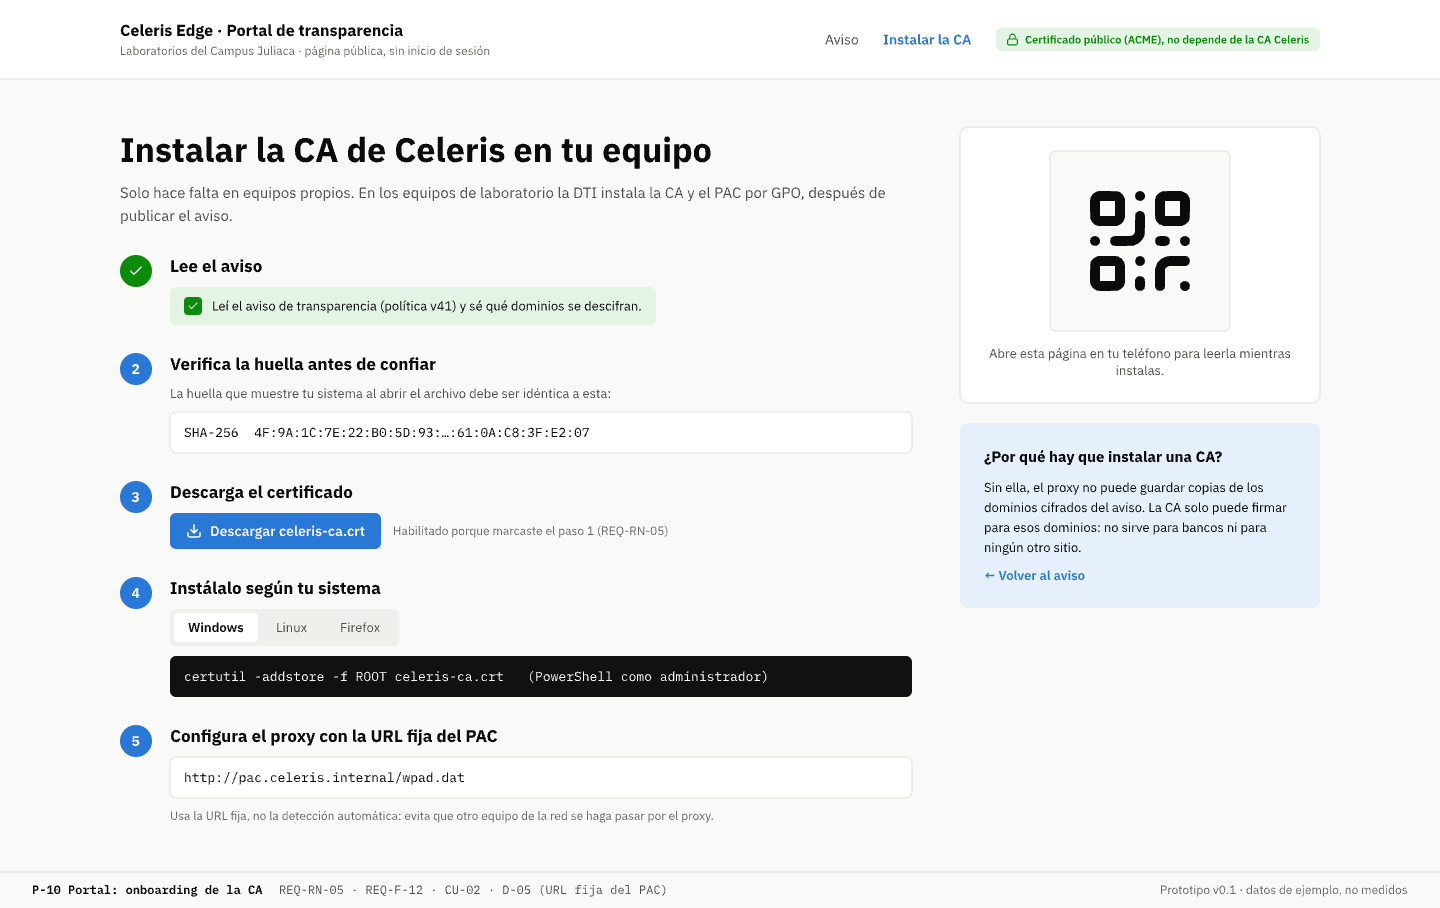 Celeris Edge · Portal de transparencia
Laboratorios del Campus Juliaca · página pública, sin inicio de sesión
Aviso
Instalar la CA
Certificado público (ACME), no depende de la CA Celeris
Instalar la CA de Celeris en tu equipo
Solo hace falta en equipos propios. En los equipos de laboratorio la DTI instala la CA y el PAC por GPO, después de
publicar el aviso.
Lee el aviso
Leí el aviso de transparencia (política v41) y sé qué dominios se descifran.
2
Verifica la huella antes de confiar
La huella que muestre tu sistema al abrir el archivo debe ser idéntica a esta:
SHA-256 4F:9A:1C:7E:22:B0:5D:93:…:61:0A:C8:3F:E2:07
3
Descarga el certificado
Descargar celeris-ca.crt
Habilitado porque marcaste el paso 1 (REQ-RN-05)
4
Instálalo según tu sistema
Windows
Linux
Firefox
certutil -addstore -f ROOT celeris-ca.crt (PowerShell como administrador)
5
Configura el proxy con la URL fija del PAC
http://pac.celeris.internal/wpad.dat
Usa la URL fija, no la detección automática: evita que otro equipo de la red se haga pasar por el proxy.
Abre esta página en tu teléfono para leerla mientras
instalas.
¿Por qué hay que instalar una CA?
Sin ella, el proxy no puede guardar copias de los
dominios cifrados del aviso. La CA solo puede firmar
para esos dominios: no sirve para bancos ni para
ningún otro sitio.
← Volver al aviso
P-10 Portal: onboarding de la CA
REQ-RN-05 · REQ-F-12 · CU-02 · D-05 (URL fija del PAC)
Prototipo v0.1 · datos de ejemplo, no medidos